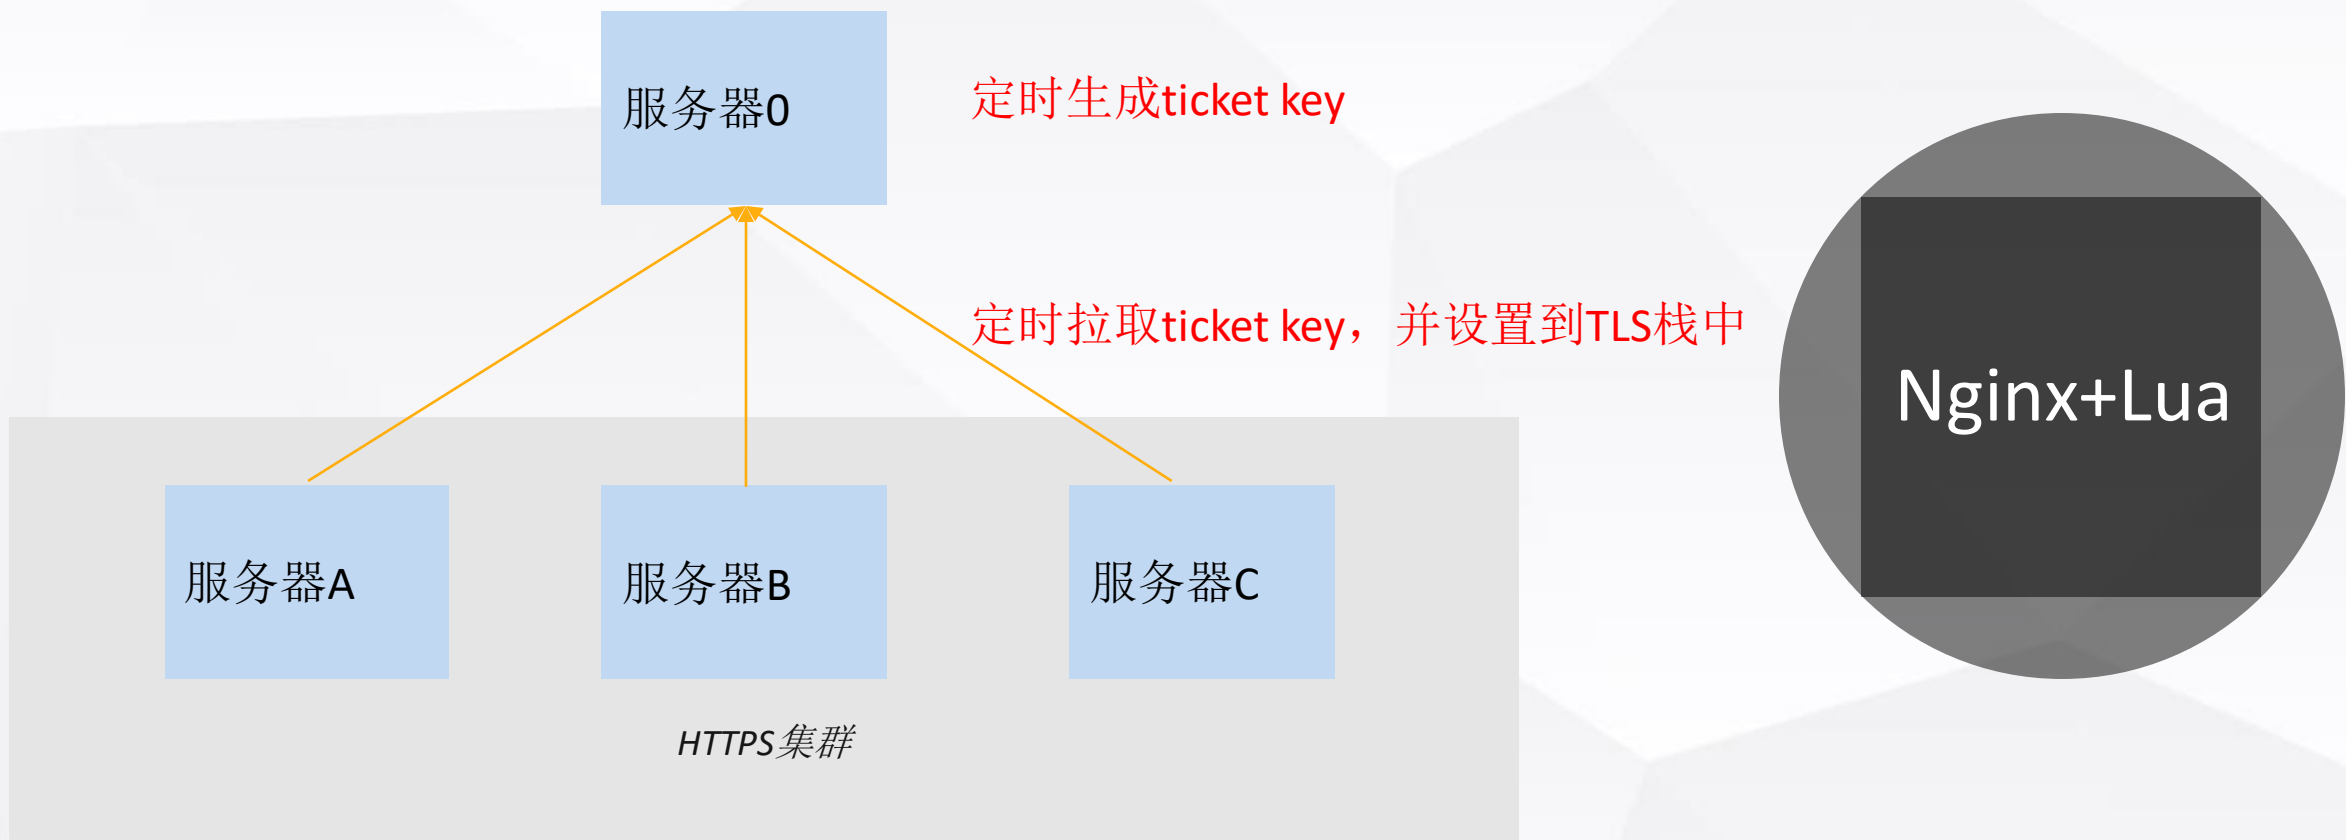 服务器0
定时生成ticket key
定时拉取ticket key，并设置到TLS栈中
Nginx+Lua
服务器A
服务器B
服务器C
HTTPS集群